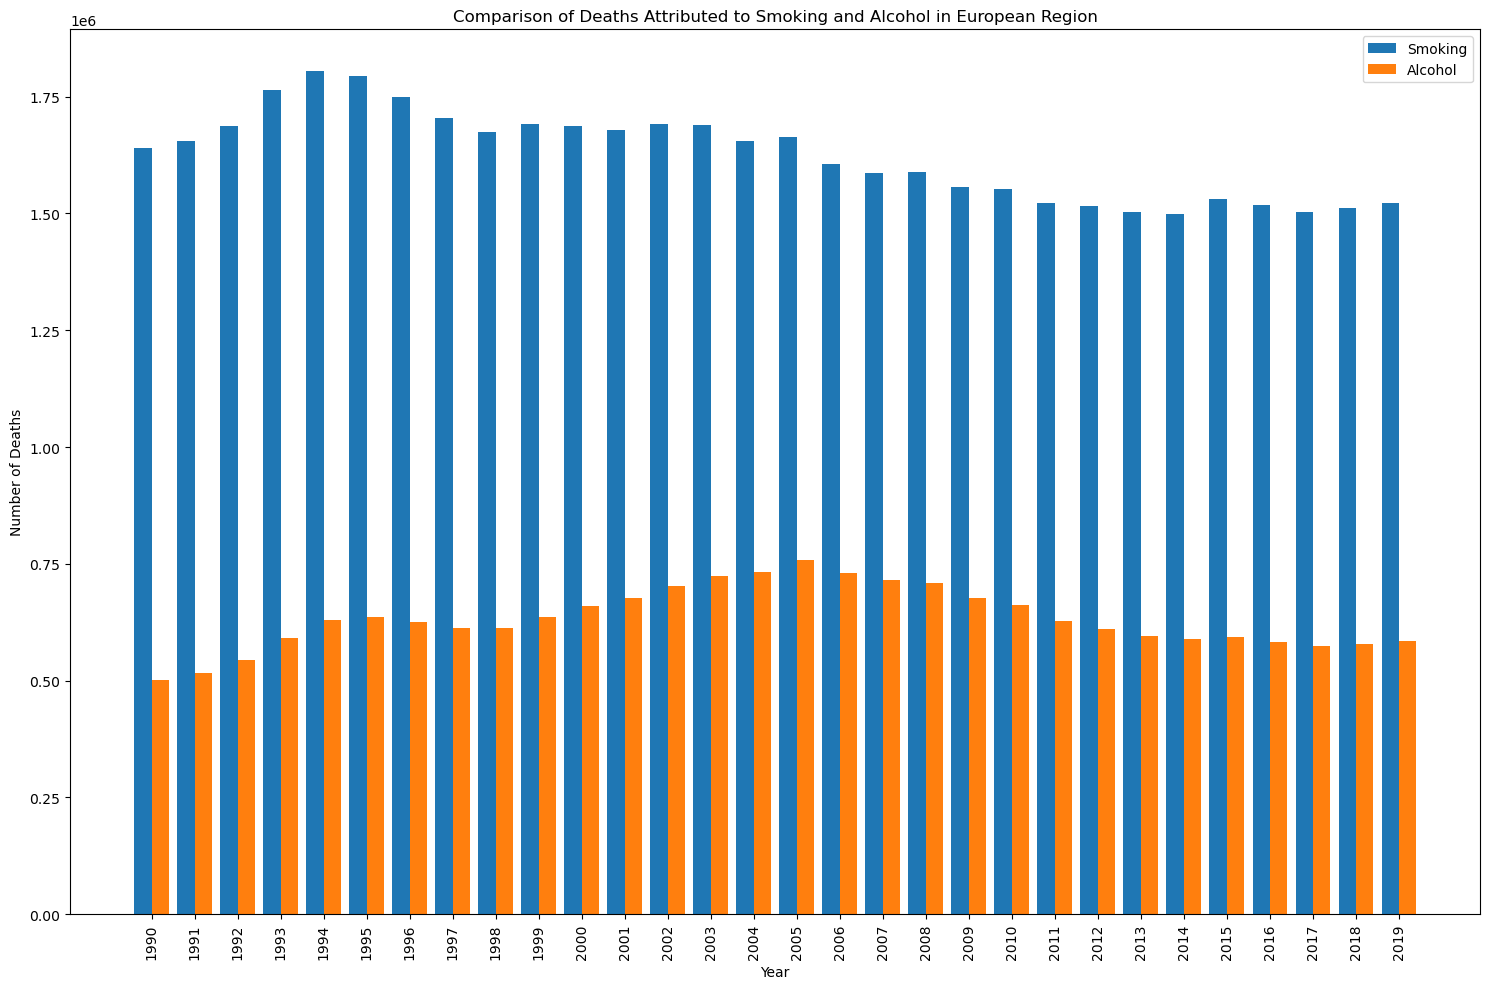 Comparison of Deaths Attributed to Smoking and Alcohol in European Region
1e6
Smoking
Alcohol
1.75
1.50
1.25
1.00
0.75
0.50
0.25
0.00
Number of Deaths
1990 1991 1992 1993 1994 1995 1996 1997 1998 1999 2000 2001 2002 2003 2004 2005 2006 2007 2008 2009 2010 2011 2012 2013 2014 2015 2016 2017 2018 2019
Year